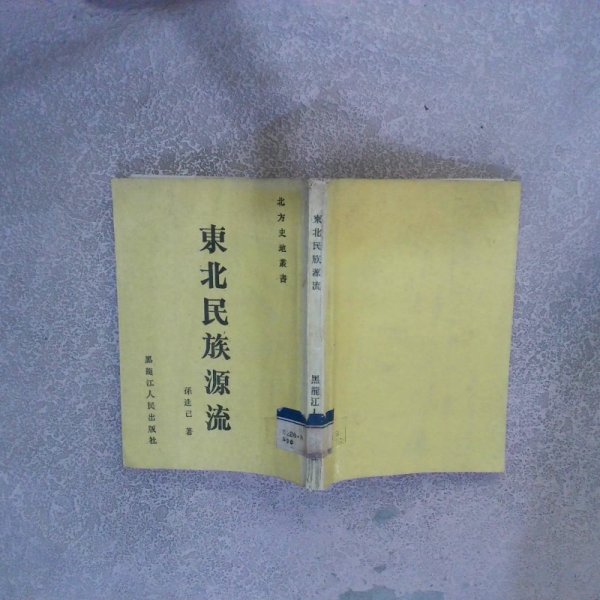 北方史地叢書
東北民族源流
孫進己 著
黑龍江人民出版社
東北民族源流
黑龍江人